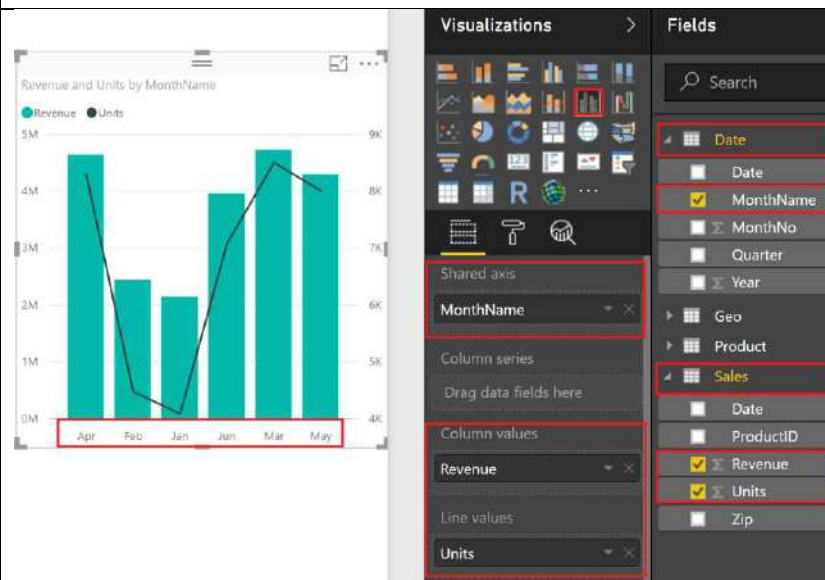 Revenue and Units by MonthName
Revenue Units
5M 9K
4M 8K
3M 7K
2M 6K
1M 5K
0M 4K
Apr Feb Jan Jun Mar May
Visualizations
123
R
Shared axis
MonthName
Column series
Drag data fields here
Column values
Revenue
Line values
Units
Fields
Search
Date
Date
MonthName
MonthNo
Quarter
Σ Year
Geo
Product
Sales
Date
ProductID
Σ Revenue
Σ Units
Zip